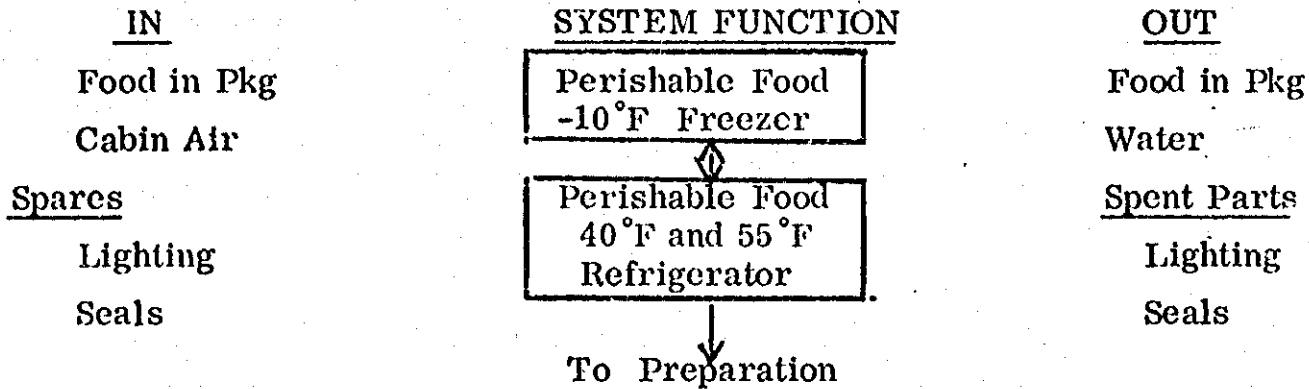 IN
Food in Pkg
Cabin Air
Spares
Lighting
Seals
SYSTEM FUNCTION
Perishable Food
-10°F Freezer
Perishable Food
40°F and 55°F
Refrigerator
To Preparation
OUT
Food in Pkg
Water
Spent Parts
Lighting
Seals